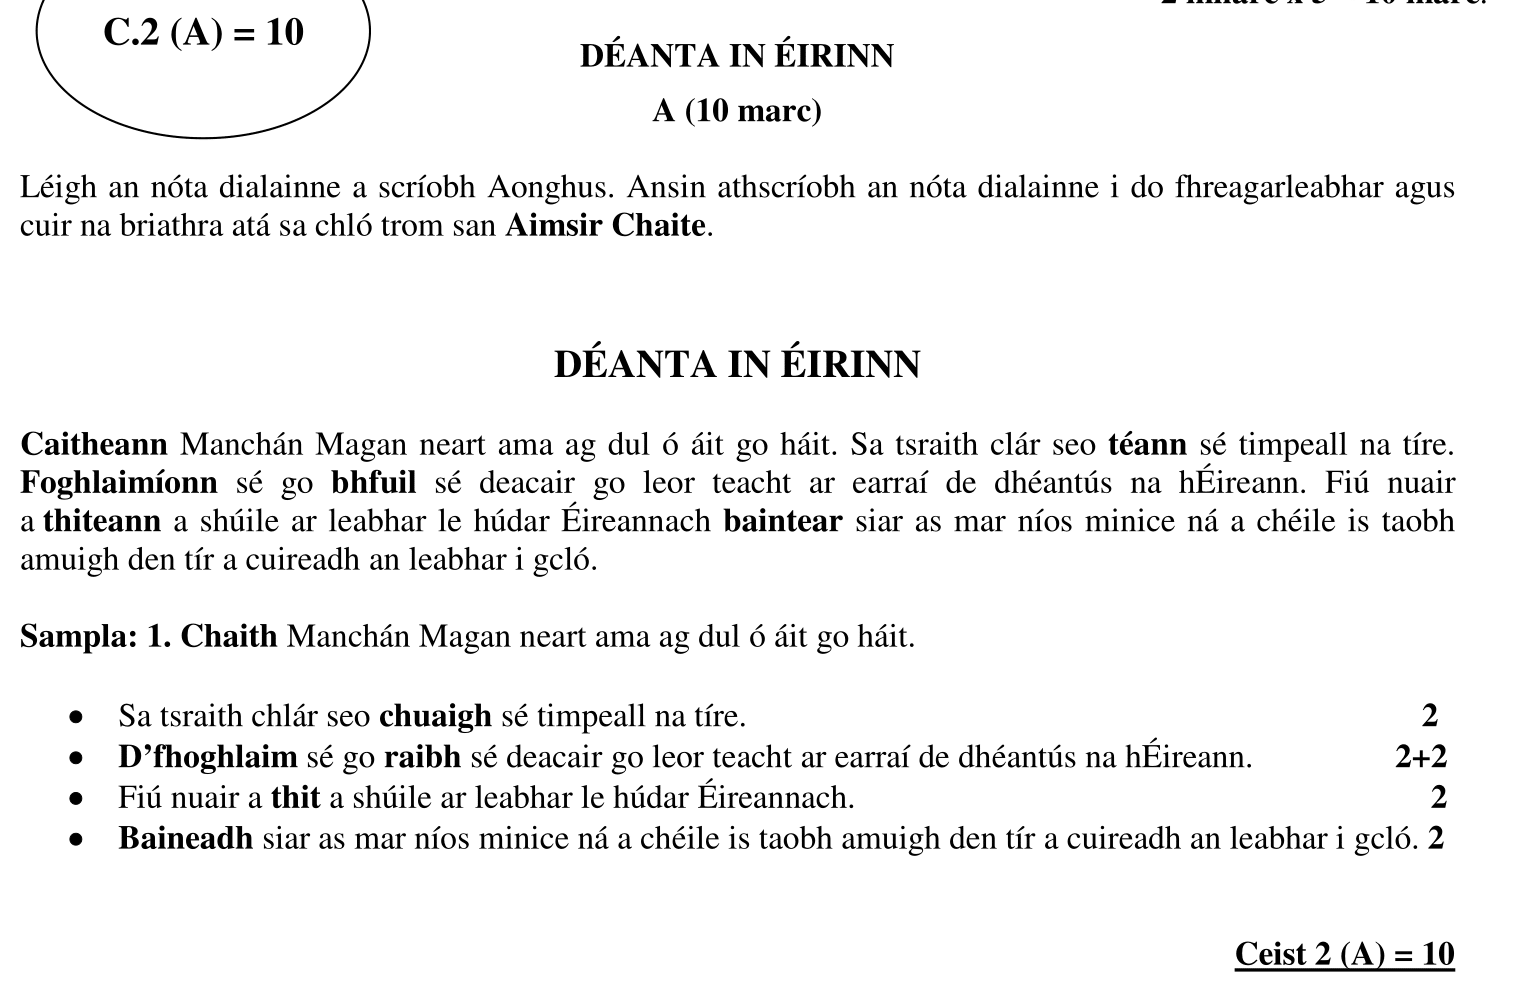 C.2 (A) = 10
DÉANTA IN ÉIRINN
A (10 marc)
Léigh an nóta dialainne a scríobh Aonghus. Ansin athscríobh an nóta dialainne i do fhreagarleabhar agus
cuir na briathra atá sa chló trom san Aimsir Chaite.
DÉANTA IN ÉIRINN
Caitheann Manchán Magan neart ama ag dul ó áit go háit. Sa tsraith clár seo téann sé timpeall na tíre.
Foghlaimíonn sé go bhfuil sé deacair go leor teacht ar earraí de dhéantús na hÉireann. Fiú nuair
a thiteann a shúile ar leabhar le húdar Éireannach baintear siar as mar níos minice ná a chéile is taobh
amuigh den tír a cuireadh an leabhar i gcló.
Sampla: 1. Chaith Manchán Magan neart ama ag dul ó áit go háit.
• Sa tsraith chlár seo chuaigh sé timpeall na tíre. 2
• D’fhoghlaim sé go raibh sé deacair go leor teacht ar earraí de dhéantús na hÉireann. 2+2
• Fiú nuair a thit a shúile ar leabhar le húdar Éireannach. 2
• Baineadh siar as mar níos minice ná a chéile is taobh amuigh den tír a cuireadh an leabhar i gcló. 2
Ceist 2 (A) = 10